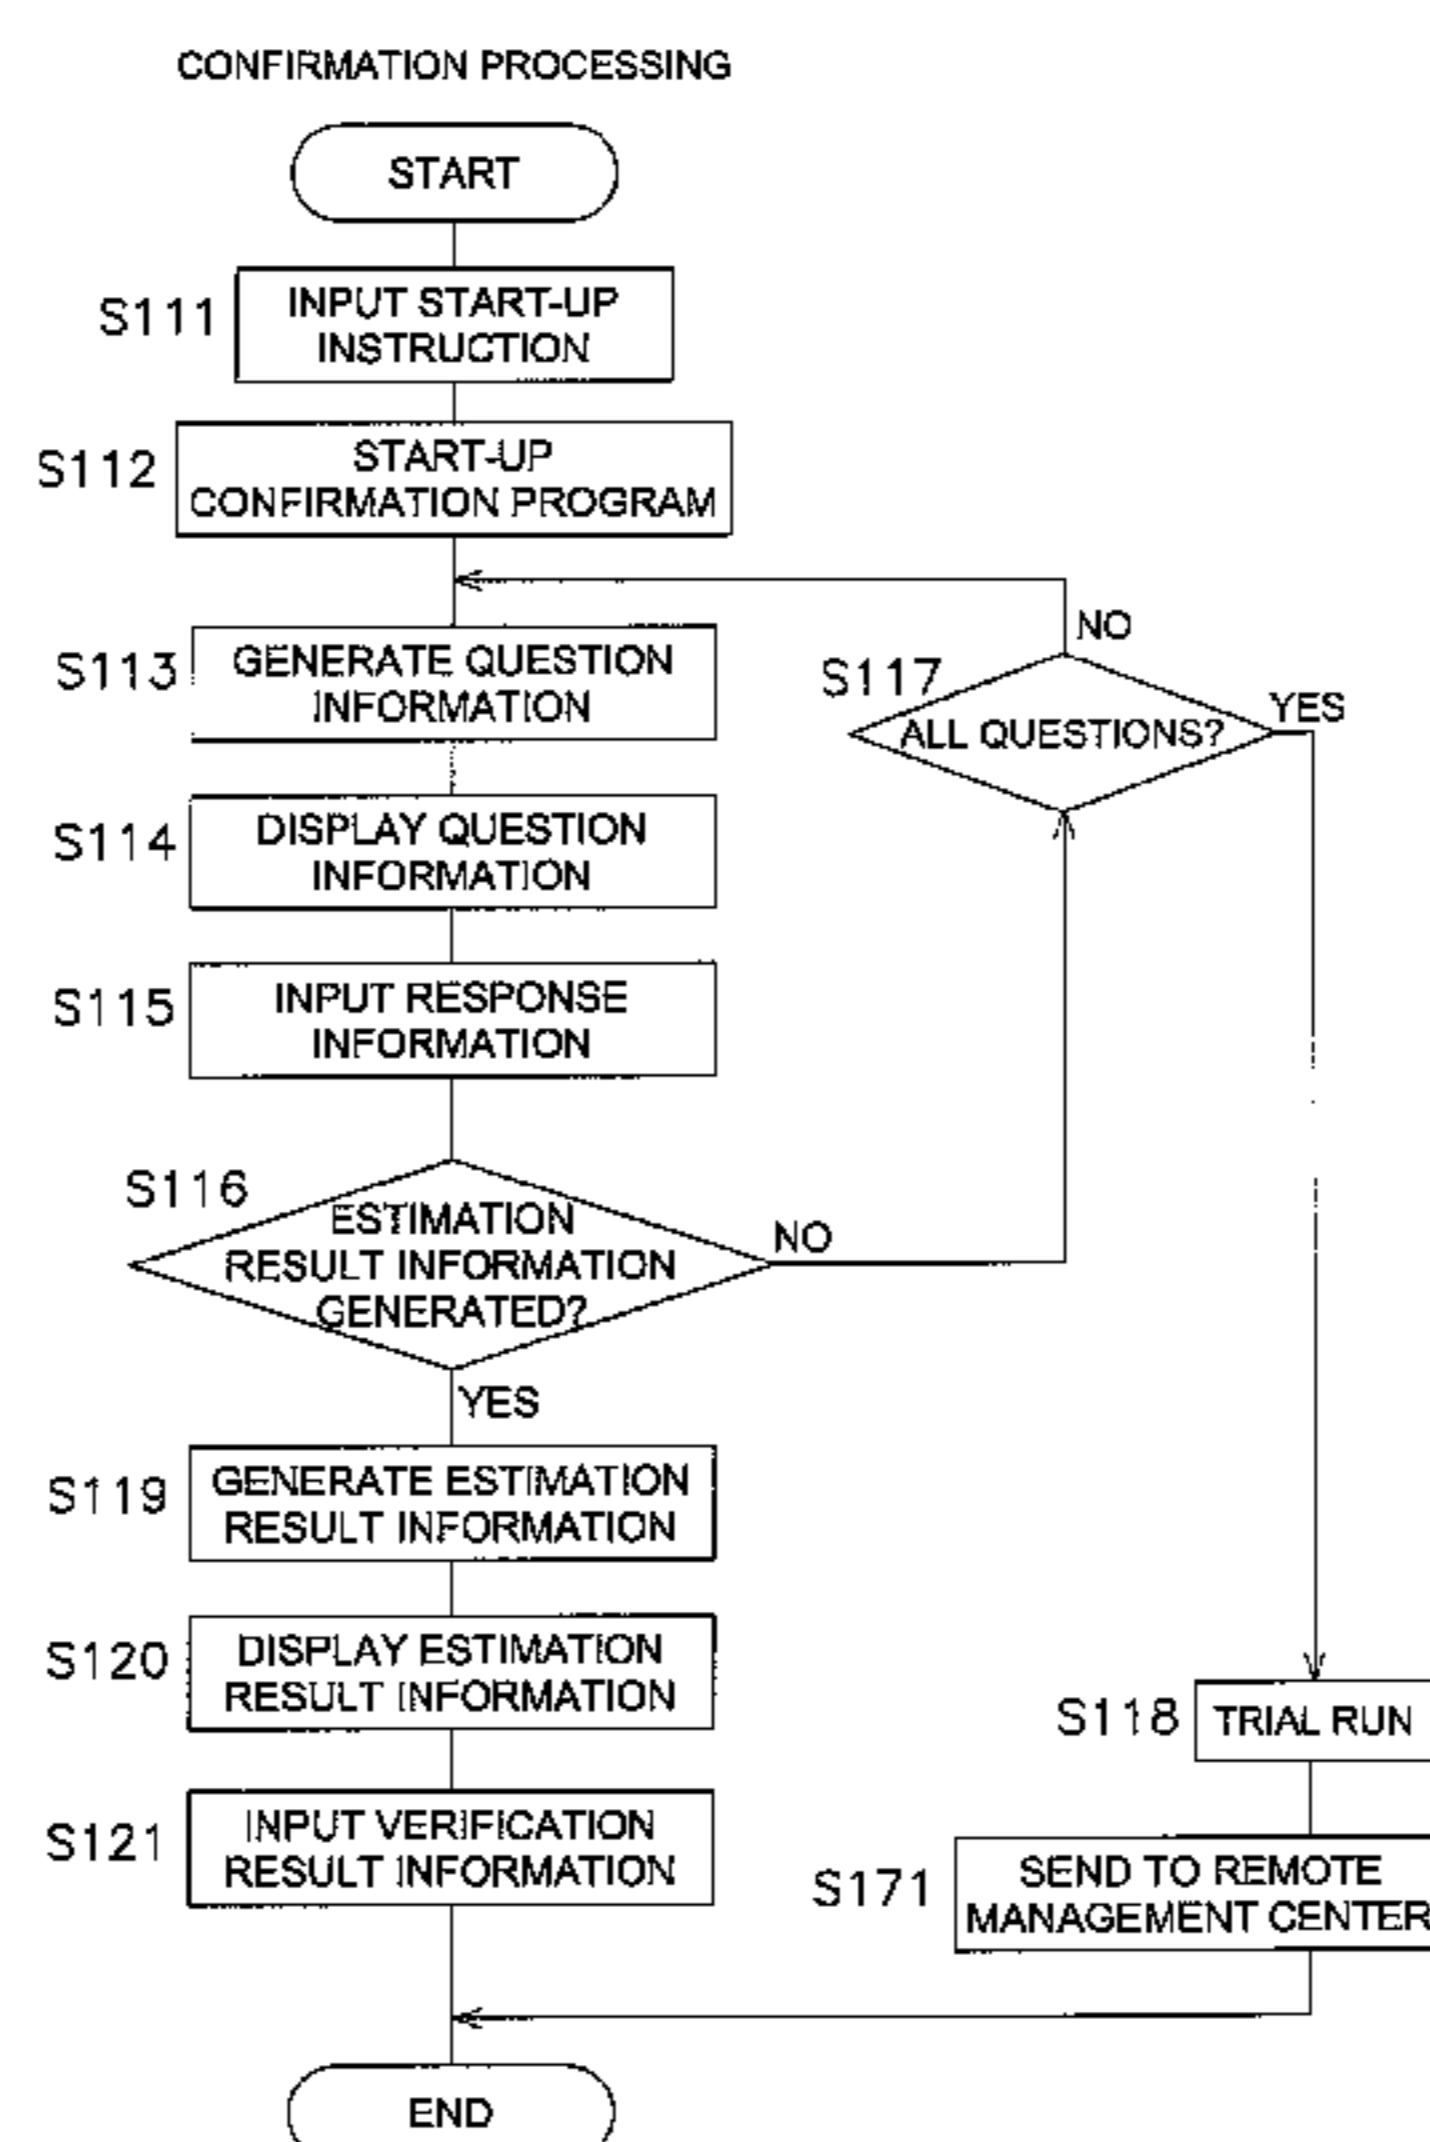 CONFIRMATION PROCESSING
START
S111
INPUT START-UP
INSTRUCTION
S112
START-UP
CONFIRMATION PROGRAM
S113
GENERATE QUESTION
INFORMATION
NO
S117
ALL QUESTIONS?
YES
S114
DISPLAY QUESTION
INFORMATION
S115
INPUT RESPONSE
INFORMATION
S116
ESTIMATION
RESULT INFORMATION
GENERATED?
NO
YES
S119
GENERATE ESTIMATION
RESULT INFORMATION
S120
DISPLAY ESTIMATION
RESULT INFORMATION
S118
TRIAL RUN
S121
INPUT VERIFICATION
RESULT INFORMATION
S171
SEND TO REMOTE
MANAGEMENT CENTER
END